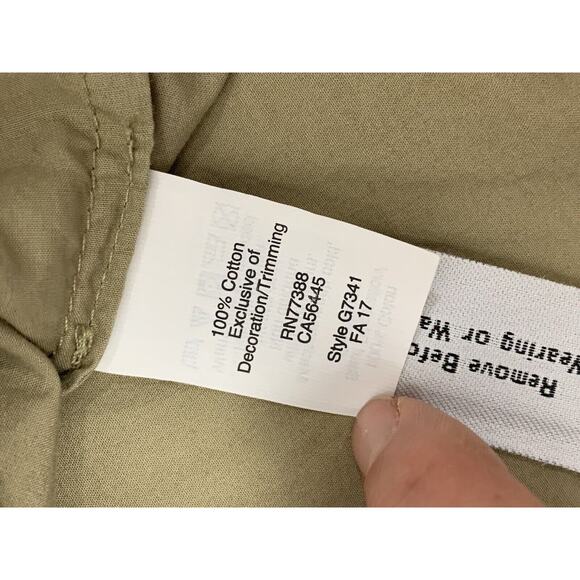 100% Cotton
Exclusive of
Decoration/Trimming
RN77388
CA56445
Style G7341
FA 17
Remove Befo
Wearing or Wa